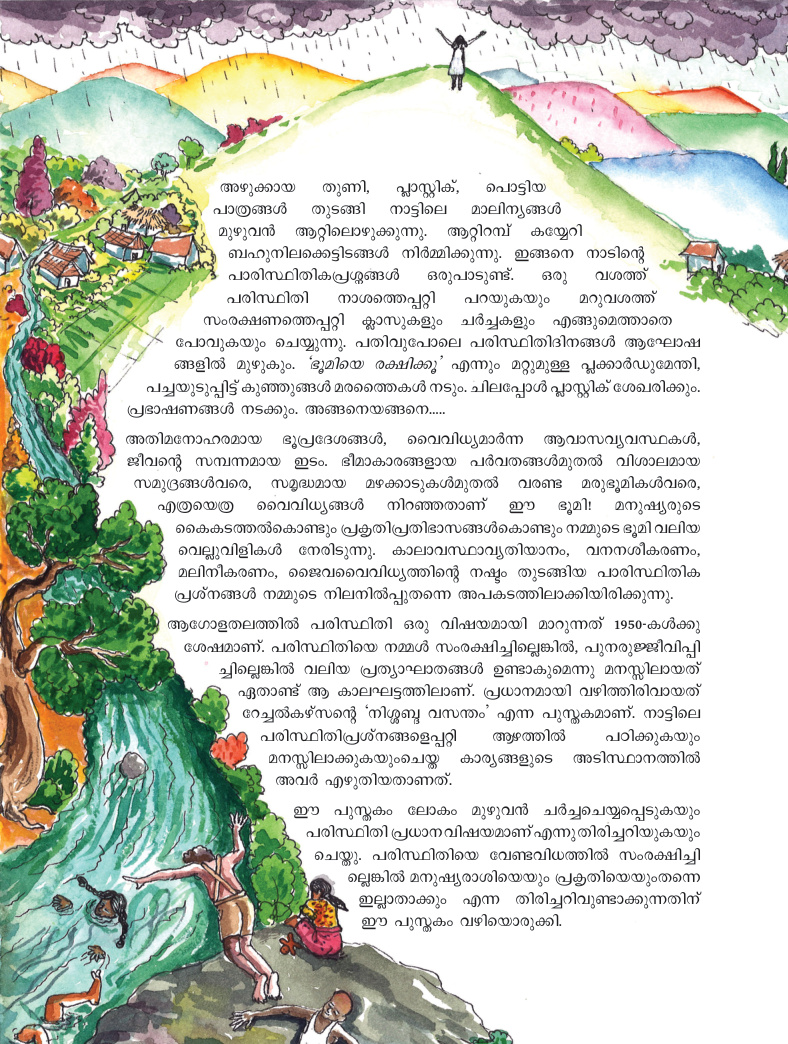 അഴുക്കായ തുണി, പ്ലാസ്റ്റിക്, പൊട്ടിയ
പാത്രങ്ങൾ തുടങ്ങി നാട്ടിലെ മാലിന്യങ്ങൾ
മുഴുവൻ ആറ്റിലൊഴുക്കുന്നു. ആറ്റിറമ്പ് കയ്യേറി
ബഹുനിലക്കെട്ടിടങ്ങൾ നിർമ്മിക്കുന്നു. ഇങ്ങനെ നാടിന്റെ
പാരിസ്ഥിതികപ്രശ്നങ്ങൾ ഒരുപാടുണ്ട്. ഒരു വശത്ത്
പരിസ്ഥിതി നാശത്തെപ്പറ്റി പറയുകയും മറുവശത്ത്
സംരക്ഷണത്തെപ്പറ്റി ക്ലാസുകളും ചർച്ചകളും എങ്ങുമെത്താതെ
പോവുകയും ചെയ്യുന്നു. പതിവുപോലെ പരിസ്ഥിതിദിനങ്ങൾ ആഘോഷ
ങ്ങളിൽ മുഴുകും. 'ഭൂമിയെ രക്ഷിക്കൂ' എന്നും മറ്റുമുള്ള പ്ലക്കാർഡുമേന്തി,
പച്ചയുടുപ്പിട്ട് കുഞ്ഞുങ്ങൾ മരത്തൈകൾ നടും. ചിലപ്പോൾ പ്ലാസ്റ്റിക് ശേഖരിക്കും.
പ്രഭാഷണങ്ങൾ നടക്കും. അങ്ങനെയങ്ങനെ.....
അതിമനോഹരമായ ഭൂപ്രദേശങ്ങൾ, വൈവിധ്യമാർന്ന ആവാസവ്യവസ്ഥകൾ,
ജീവന്റെ സമ്പന്നമായ ഇടം. ഭീമാകാരങ്ങളായ പർവതങ്ങൾമുതൽ വിശാലമായ
സമുദ്രങ്ങൾവരെ, സമൃദ്ധമായ മഴക്കാടുകൾമുതൽ വരണ്ട മരുഭൂമികൾവരെ,
എത്രയെത്ര വൈവിധ്യങ്ങൾ നിറഞ്ഞതാണ് ഈ ഭൂമി! മനുഷ്യരുടെ
കൈകടത്തൽകൊണ്ടും പ്രകൃതിപ്രതിഭാസങ്ങൾകൊണ്ടും നമ്മുടെ ഭൂമി വലിയ
വെല്ലുവിളികൾ നേരിടുന്നു. കാലാവസ്ഥാവ്യതിയാനം, വനനശീകരണം,
മലിനീകരണം, ജൈവവൈവിധ്യത്തിന്റെ നഷ്ടം തുടങ്ങിയ പാരിസ്ഥിതിക
പ്രശ്നങ്ങൾ നമ്മുടെ നിലനിൽപ്പുതന്നെ അപകടത്തിലാക്കിയിരിക്കുന്നു.
ആഗോളതലത്തിൽ പരിസ്ഥിതി ഒരു വിഷയമായി മാറുന്നത് 1950-കൾക്കു
ശേഷമാണ്. പരിസ്ഥിതിയെ നമ്മൾ സംരക്ഷിച്ചില്ലെങ്കിൽ, പുനരുജ്ജീവിപ്പി
ച്ചില്ലെങ്കിൽ വലിയ പ്രത്യാഘാതങ്ങൾ ഉണ്ടാകുമെന്നു മനസ്സിലായത്
ഏതാണ്ട് ആ കാലഘട്ടത്തിലാണ്. പ്രധാനമായി വഴിത്തിരിവായത്
റേച്ചൽകഴ്സന്റെ 'നിശ്ശബ്ദ വസന്തം' എന്ന പുസ്തകമാണ്. നാട്ടിലെ
പരിസ്ഥിതിപ്രശ്നങ്ങളെപ്പറ്റി ആഴത്തിൽ പഠിക്കുകയും
മനസ്സിലാക്കുകയുംചെയ്ത കാര്യങ്ങളുടെ അടിസ്ഥാനത്തിൽ
അവർ എഴുതിയതാണത്.
ഈ പുസ്തകം ലോകം മുഴുവൻ ചർച്ചചെയ്യപ്പെടുകയും
പരിസ്ഥിതി പ്രധാന വിഷയമാണ് എന്നു തിരിച്ചറിയുകയും
ചെയ്തു. പരിസ്ഥിതിയെ വേണ്ടവിധത്തിൽ സംരക്ഷിച്ചി
ല്ലെങ്കിൽ മനുഷ്യരാശിയെയും പ്രകൃതിയെയുംതന്നെ
ഇല്ലാതാക്കും എന്ന തിരിച്ചറിവുണ്ടാക്കുന്നതിന്
ഈ പുസ്തകം വഴിയൊരുക്കി.